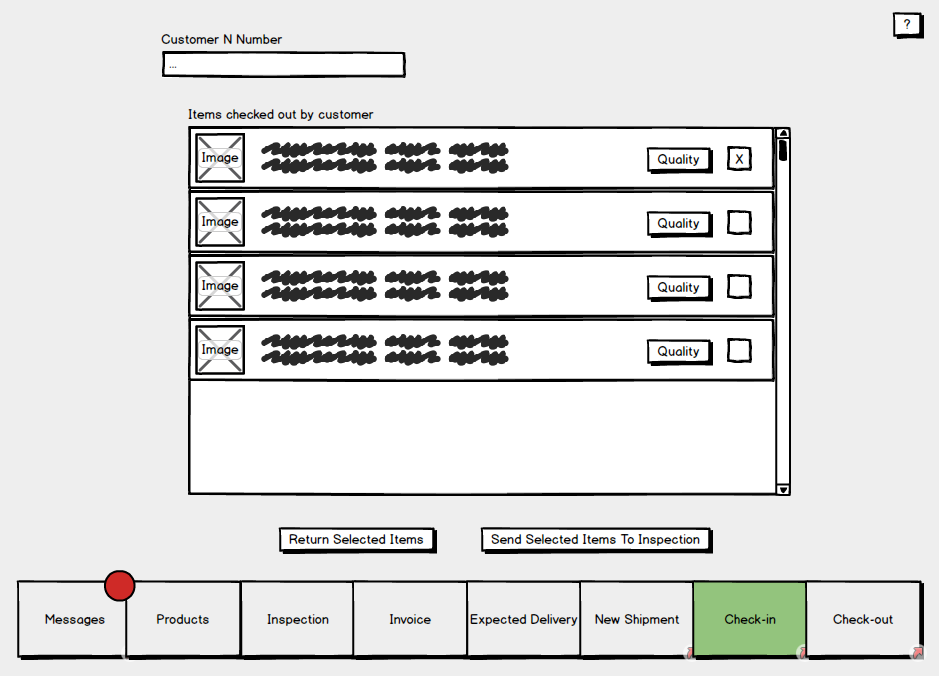 ?
Customer N Number
...
Items checked out by customer
Image Quality X
Image Quality
Image Quality
Image Quality
Return Selected Items Send Selected Items To Inspection
Messages Products Inspection Invoice Expected Delivery New Shipment Check-in Check-out